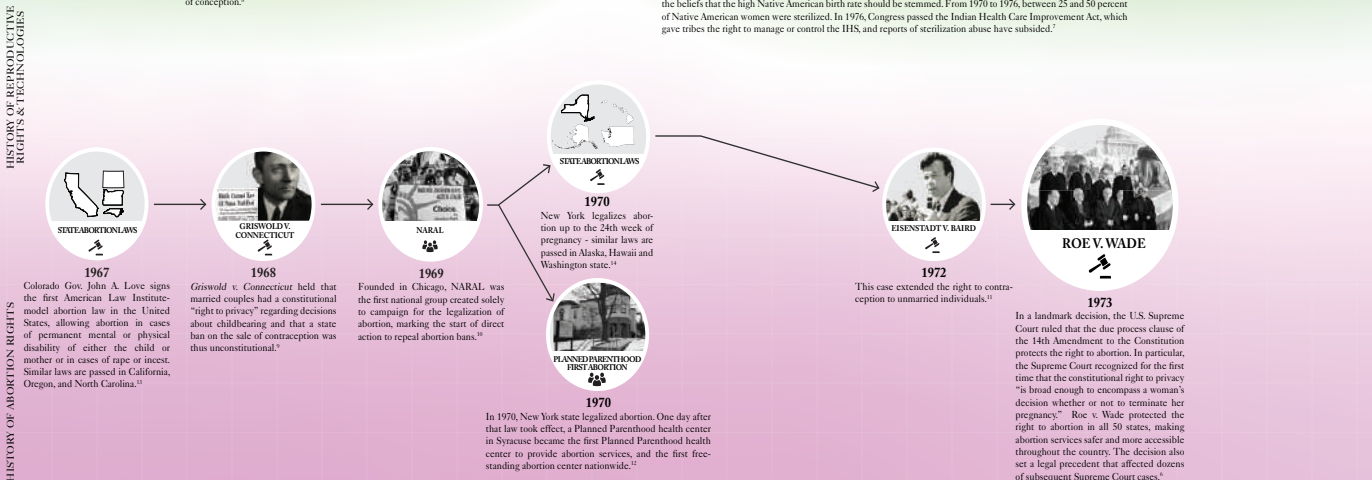 of conception.⁸
the beliefs that the high Native American birth rate should be stemmed. From 1970 to 1976, between 25 and 50 percent
of Native American women were sterilized. In 1976, Congress passed the Indian Health Care Improvement Act, which
gave tribes the right to manage or control the IHS, and reports of sterilization abuse have subsided.⁷
HISTORY OF REPRODUCTIVE
RIGHTS & TECHNOLOGIES
HISTORY OF ABORTION RIGHTS
STATE ABORTION LAWS
1967
Colorado Gov. John A. Love signs
the first American Law Institute-
model abortion law in the United
States, allowing abortion in cases
of permanent mental or physical
disability of either the child or
mother or in cases of rape or incest.
Similar laws are passed in California,
Oregon, and North Carolina.¹³
GRISWOLD V.
CONNECTICUT
1968
Griswold v. Connecticut held that
married couples had a constitutional
“right to privacy” regarding decisions
about childbearing and that a state
ban on the sale of contraception was
thus unconstitutional.⁹
Choice
NARAL
1969
Founded in Chicago, NARAL was
the first national group created solely
to campaign for the legalization of
abortion, marking the start of direct
action to repeal abortion bans.¹⁰
STATE ABORTION LAWS
1970
New York legalizes abor-
tion up to the 24th week of
pregnancy - similar laws are
passed in Alaska, Hawaii and
Washington state.¹⁴
PLANNED PARENTHOOD
FIRST ABORTION
1970
In 1970, New York state legalized abortion. One day after
that law took effect, a Planned Parenthood health center
in Syracuse became the first Planned Parenthood health
center to provide abortion services, and the first free-
standing abortion center nationwide.¹²
EISENSTADT V. BAIRD
1972
This case extended the right to contra-
ception to unmarried individuals.¹¹
ROE V. WADE
1973
In a landmark decision, the U.S. Supreme
Court ruled that the due process clause of
the 14th Amendment to the Constitution
protects the right to abortion. In particular,
the Supreme Court recognized for the first
time that the constitutional right to privacy
“is broad enough to encompass a woman’s
decision whether or not to terminate her
pregnancy.” Roe v. Wade protected the
right to abortion in all 50 states, making
abortion services safer and more accessible
throughout the country. The decision also
set a legal precedent that affected dozens
of subsequent Supreme Court cases.⁶